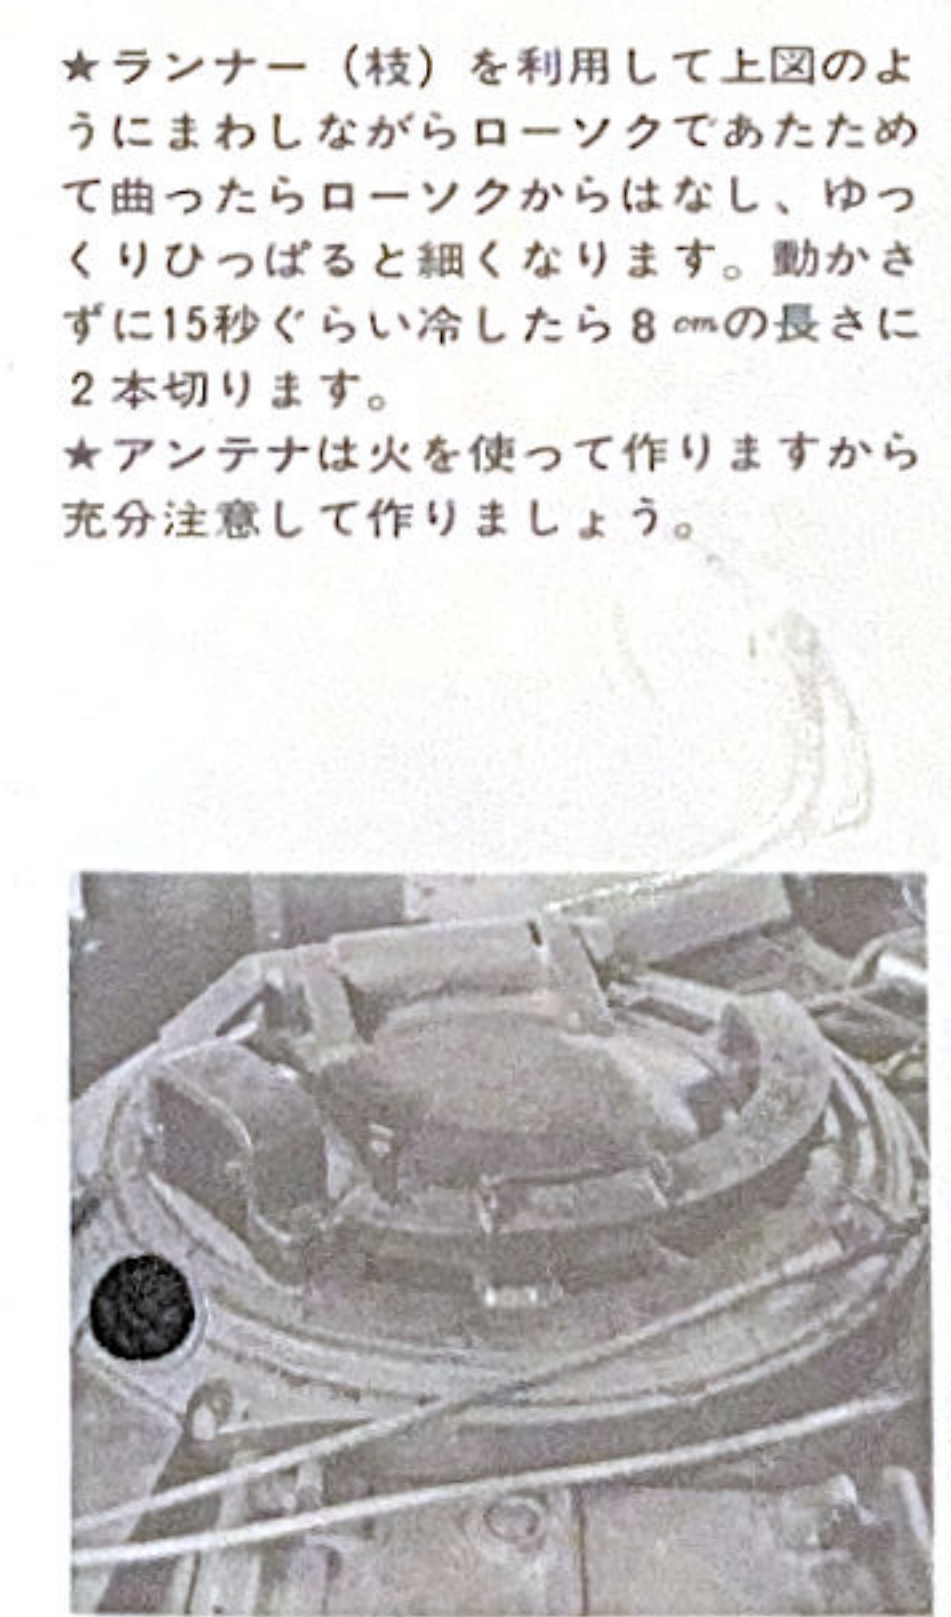 ★ランナー（枝）を利用して上図のよ
うにまわしながらローソクであたため
て曲ったらローソクからはなし、ゆっ
くりひっぱると細くなります。動かさ
ずに15秒ぐらい冷したら8㎝の長さに
2本切ります。
★アンテナは火を使って作りますから
充分注意して作りましょう。